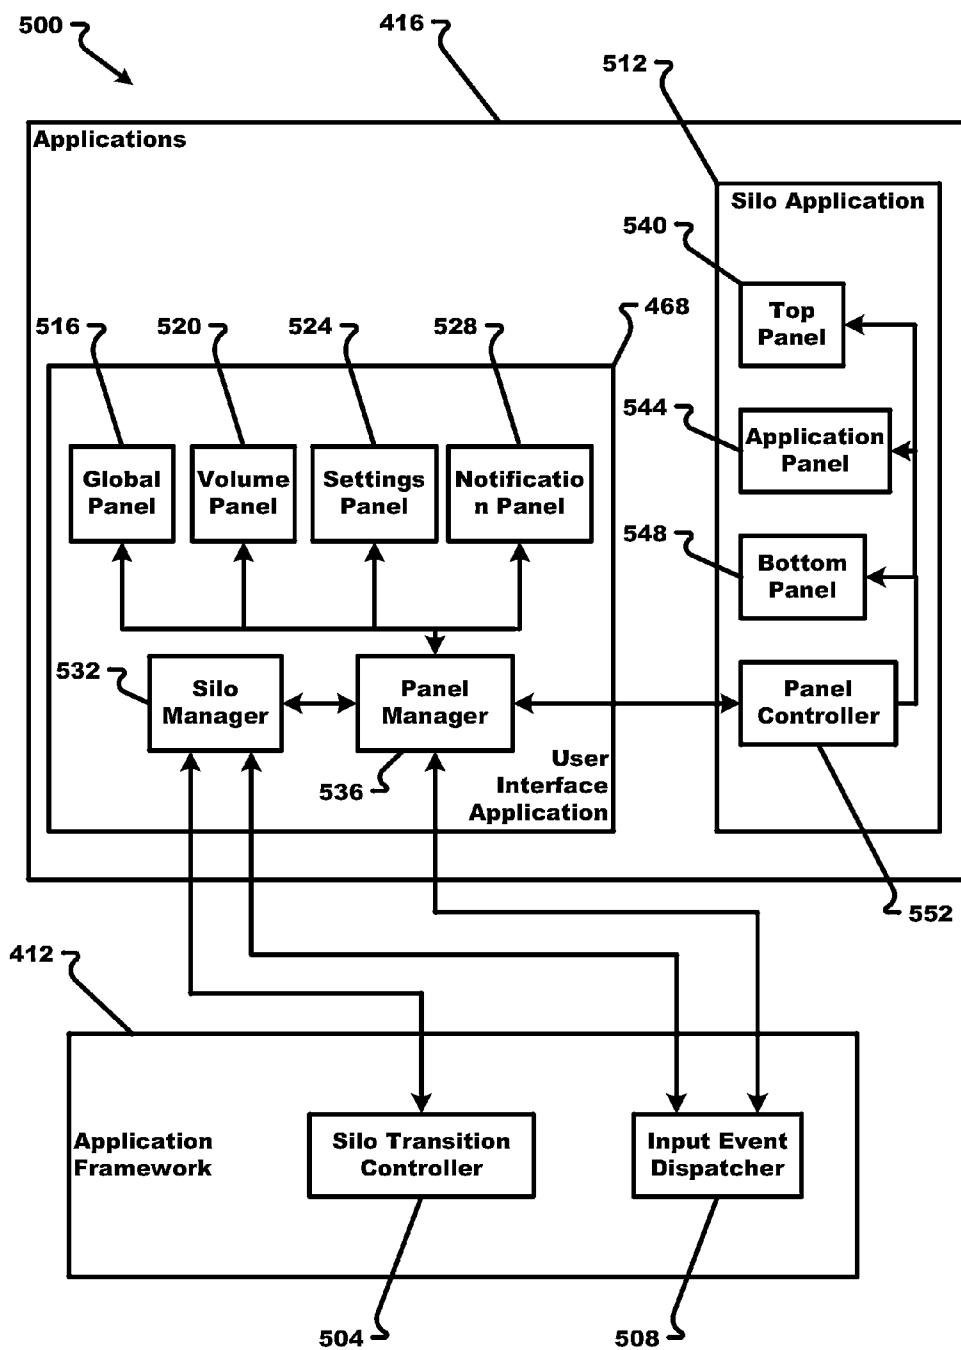 500
416
512
Applications
Silo Application
540
Top
Panel
468
516
520
524
528
544
Application
Panel
Global
Panel
Volume
Panel
Settings
Panel
Notificatio
n Panel
548
Bottom
Panel
532
Silo
Manager
Panel
Manager
Panel
Controller
536
User
Interface
Application
552
412
Application
Framework
Silo Transition
Controller
Input Event
Dispatcher
504
508